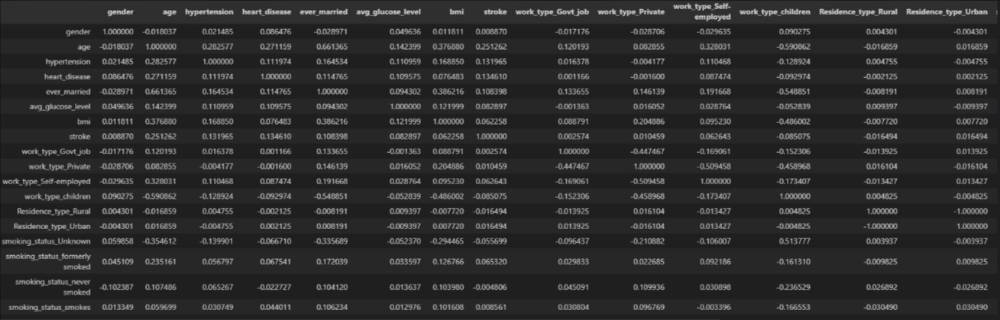 gender age hypertension heart_disease ever_married avg_glucose_level bmi stroke work_type_Govt_job work_type_Private work_type_Self-employed work_type_children Residence_type_Rural Residence_type_Urban
gender 1.000000 -0.018037 0.021485 0.086476 -0.028971 0.049636 0.011811 0.008870 -0.017176 -0.028706 -0.029635 0.090275 0.004301 -0.004301
age -0.018037 1.000000 0.282577 0.271159 0.661365 0.142399 0.376880 0.251262 0.120193 0.082855 0.328031 -0.590862 -0.016859 0.016859
hypertension 0.021485 0.282577 1.000000 0.111974 0.164534 0.110959 0.168850 0.131965 0.016378 -0.004177 0.110468 -0.128924 0.004755 -0.004755
heart_disease 0.086476 0.271159 0.111974 1.000000 0.114765 0.109575 0.076483 0.134610 0.001166 -0.001600 0.087474 -0.092974 -0.002125 0.002125
ever_married -0.028971 0.661365 0.164534 0.114765 1.000000 0.094302 0.386216 0.108398 0.133655 0.146139 0.191668 -0.548851 -0.008191 0.008191
avg_glucose_level 0.049636 0.142399 0.110959 0.109575 0.094302 1.000000 0.121999 0.082897 -0.001363 0.016052 0.028764 -0.052839 0.009397 -0.009397
bmi 0.011811 0.376880 0.168850 0.076483 0.386216 0.121999 1.000000 0.062258 0.088791 0.204886 0.095230 -0.486002 -0.007720 0.007720
stroke 0.008870 0.251262 0.131965 0.134610 0.108398 0.082897 0.062258 1.000000 0.002574 0.010459 0.062643 -0.085075 -0.016494 0.016494
work_type_Govt_job -0.017176 0.120193 0.016378 0.001166 0.133655 -0.001363 0.088791 0.002574 1.000000 -0.447467 -0.169061 -0.152306 -0.013925 0.013925
work_type_Private -0.028706 0.082855 -0.004177 -0.001600 0.146139 0.016052 0.204886 0.010459 -0.447467 1.000000 -0.509458 -0.458968 0.016104 -0.016104
work_type_Self-employed -0.029635 0.328031 0.110468 0.087474 0.191668 0.028764 0.095230 0.062643 -0.169061 -0.509458 1.000000 -0.173407 -0.013427 0.013427
work_type_children 0.090275 -0.590862 -0.128924 -0.092974 -0.548851 -0.052839 -0.486002 -0.085075 -0.152306 -0.458968 -0.173407 1.000000 0.004825 -0.004825
Residence_type_Rural 0.004301 -0.016859 0.004755 -0.002125 -0.008191 0.009397 -0.007720 -0.016494 -0.013925 0.016104 -0.013427 0.004825 1.000000 -1.000000
Residence_type_Urban -0.004301 0.016859 -0.004755 0.002125 0.008191 -0.009397 0.007720 0.016494 0.013925 -0.016104 0.013427 -0.004825 -1.000000 1.000000
smoking_status_Unknown 0.059858 -0.354612 -0.139901 -0.066710 -0.335689 -0.052370 -0.294465 -0.055699 -0.096437 -0.210882 -0.106007 0.513777 0.003937 -0.003937
smoking_status_formerly smoked 0.045109 0.235161 0.056797 0.067541 0.172039 0.033597 0.126766 0.065320 0.029833 0.022685 0.092186 -0.161310 -0.009825 0.009825
smoking_status_never smoked -0.102387 0.107486 0.065267 -0.022727 0.104120 0.013637 0.103980 -0.004806 0.045091 0.109936 0.030898 -0.236529 0.026892 -0.026892
smoking_status_smokes 0.013349 0.059699 0.030749 0.044011 0.106234 0.012976 0.101608 0.008561 0.030804 0.096769 -0.003396 -0.166553 -0.030490 0.030490